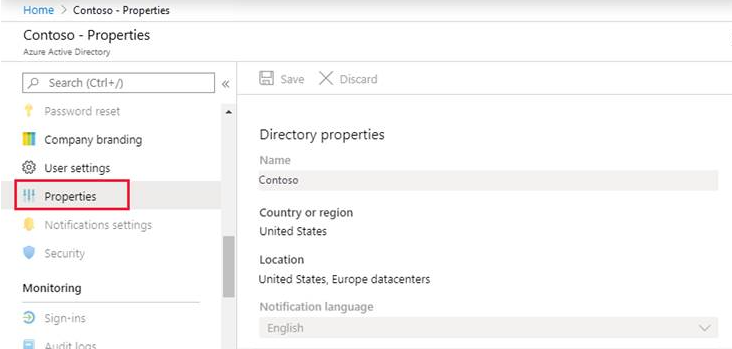 Home > Contoso - Properties
Contoso - Properties
Azure Active Directory
Search (Ctrl+/)
«
Password reset
Company branding
User settings
Properties
Notifications settings
Security
Monitoring
Sign-ins
Audit logs
Save Discard
Directory properties
Name
Contoso
Country or region
United States
Location
United States, Europe datacenters
Notification language
English